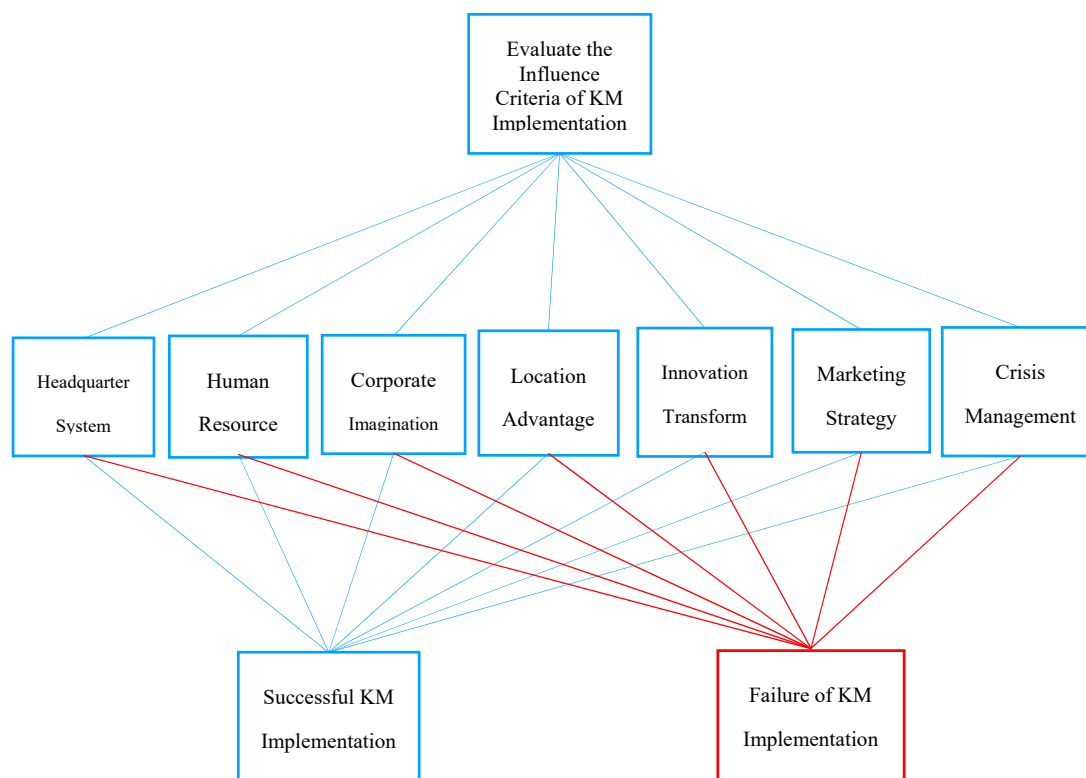 Evaluate the
Influence
Criteria of KM
Implementation
Headquarter
System
Human
Resource
Corporate
Imagination
Location
Advantage
Innovation
Transform
Marketing
Strategy
Crisis
Management
Successful KM
Implementation
Failure of KM
Implementation